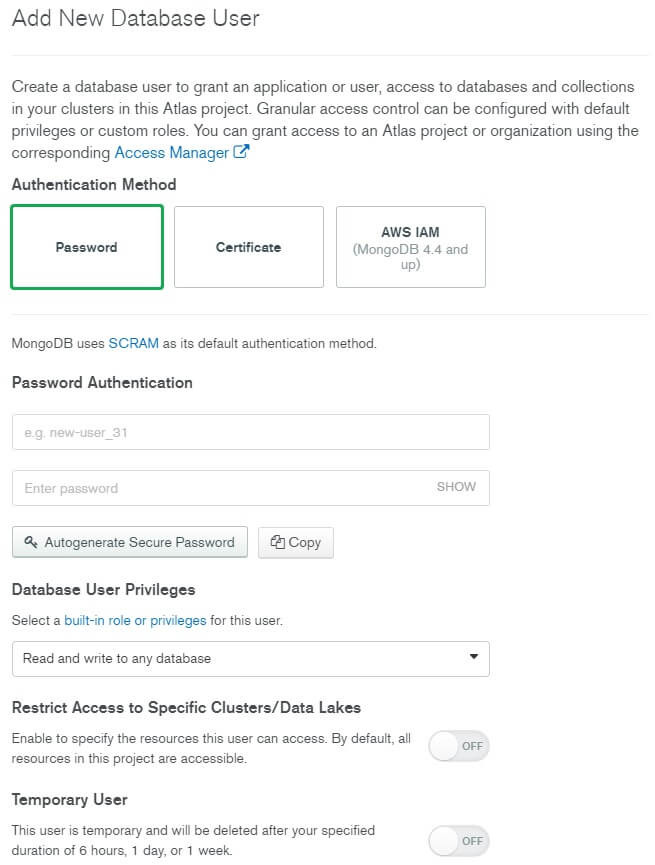 Add New Database User
Create a database user to grant an application or user, access to databases and collections
in your clusters in this Atlas project. Granular access control can be configured with default
privileges or custom roles. You can grant access to an Atlas project or organization using the
corresponding Access Manager
Authentication Method
Password
Certificate
AWS IAM
(MongoDB 4.4 and
up)
MongoDB uses SCRAM as its default authentication method.
Password Authentication
e.g. new-user_31
Enter password SHOW
Autogenerate Secure Password Copy
Database User Privileges
Select a built-in role or privileges for this user.
Read and write to any database
Restrict Access to Specific Clusters/Data Lakes
Enable to specify the resources this user can access. By default, all
resources in this project are accessible.
OFF
Temporary User
This user is temporary and will be deleted after your specified
duration of 6 hours, 1 day, or 1 week.
OFF